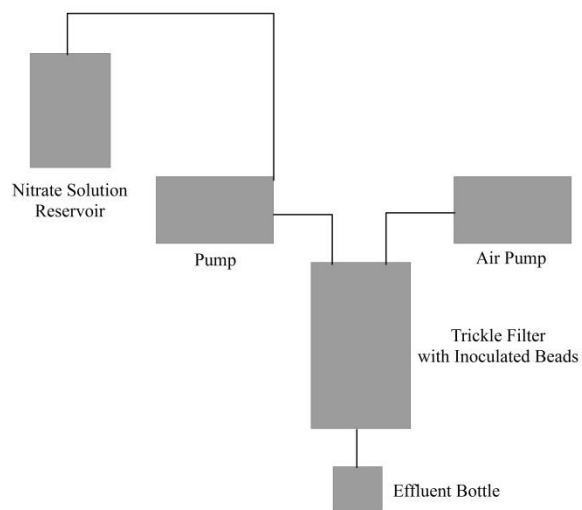 Nitrate Solution
Reservoir
Pump
Air Pump
Trickle Filter
with Inoculated Beads
Effluent Bottle